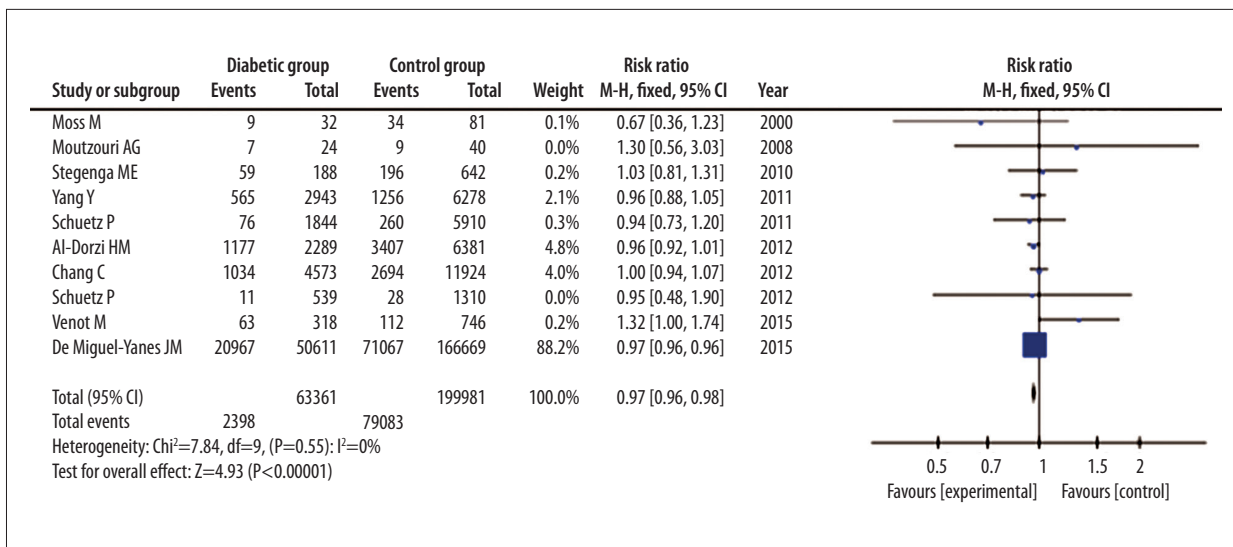 Diabetic group Control group Risk ratio Risk ratio
Study or subgroup Events Total Events Total Weight M-H, fixed, 95% CI Year M-H, fixed, 95% CI
Moss M 9 32 34 81 0.1% 0.67 [0.36, 1.23] 2000
Moutzouri AG 7 24 9 40 0.0% 1.30 [0.56, 3.03] 2008
Stegenga ME 59 188 196 642 0.2% 1.03 [0.81, 1.31] 2010
Yang Y 565 2943 1256 6278 2.1% 0.96 [0.88, 1.05] 2011
Schuetz P 76 1844 260 5910 0.3% 0.94 [0.73, 1.20] 2011
Al-Dorzi HM 1177 2289 3407 6381 4.8% 0.96 [0.92, 1.01] 2012
Chang C 1034 4573 2694 11924 4.0% 1.00 [0.94, 1.07] 2012
Schuetz P 11 539 28 1310 0.0% 0.95 [0.48, 1.90] 2012
Venot M 63 318 112 746 0.2% 1.32 [1.00, 1.74] 2015
De Miguel-Yanes JM 20967 50611 71067 166669 88.2% 0.97 [0.96, 0.96] 2015
Total (95% CI) 63361 199981 100.0% 0.97 [0.96, 0.98]
Total events 2398 79083
Heterogeneity: Chi²=7.84, df=9, (P=0.55): I²=0%
Test for overall effect: Z=4.93 (P<0.00001)
0.5 0.7 1 1.5 2
Favours [experimental] Favours [control]